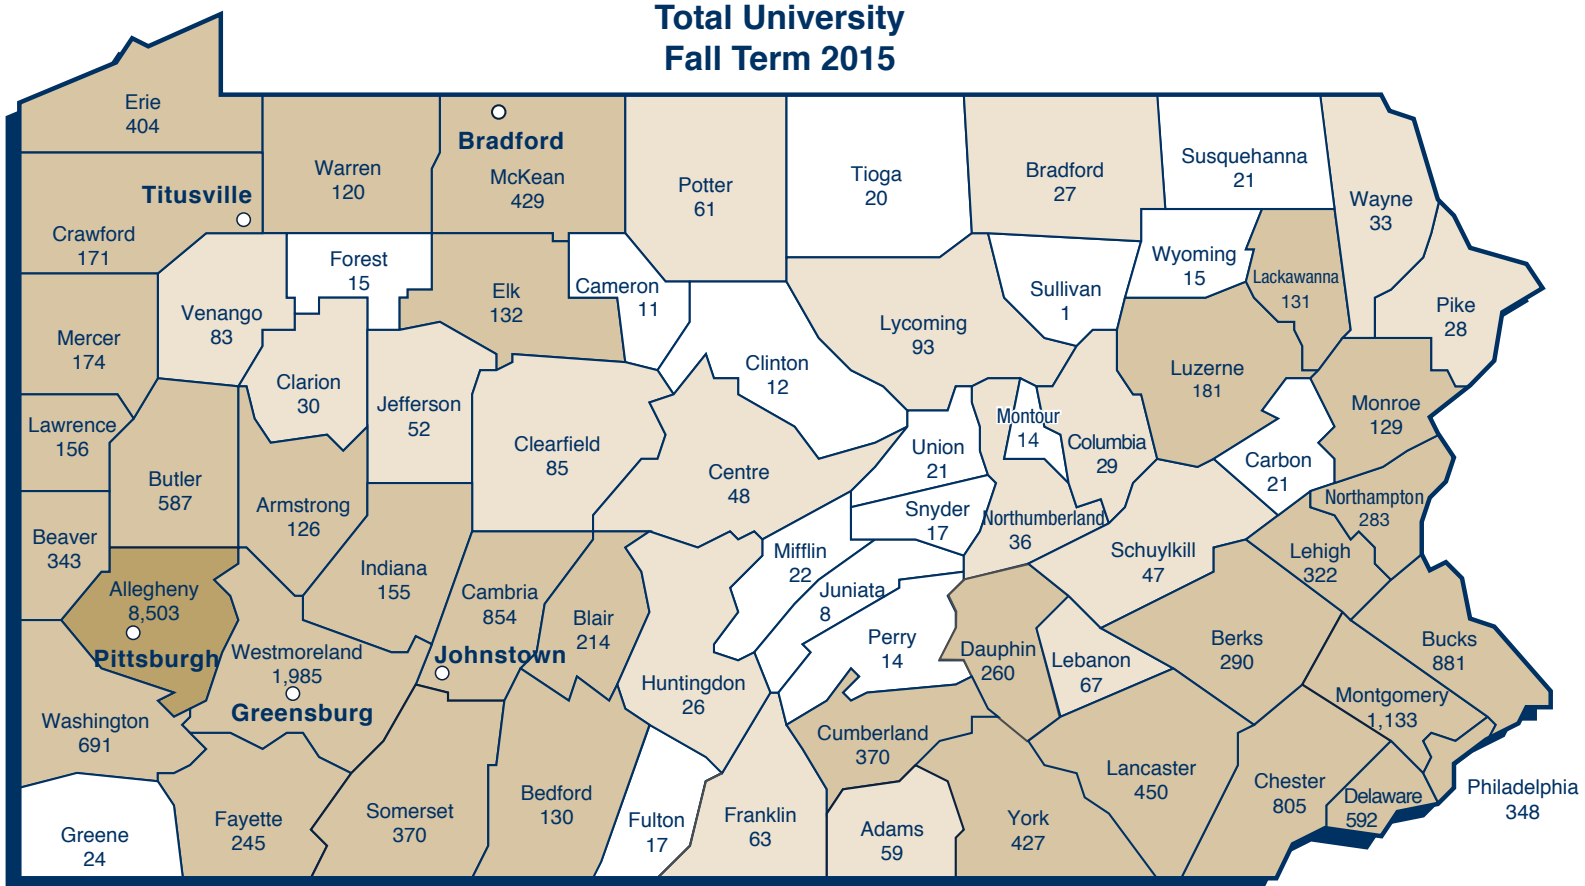 Total University
Fall Term 2015
Erie
404
Warren
120
Bradford
McKean
429
Potter
61
Tioga
20
Bradford
27
Susquehanna
21
Wayne
33
Titusville
Crawford
171
Forest
15
Venango
83
Elk
132
Cameron
11
Sullivan
1
Wyoming
15
Lackawanna
131
Pike
28
Mercer
174
Clarion
30
Jefferson
52
Clinton
12
Lycoming
93
Luzerne
181
Monroe
129
Lawrence
156
Butler
587
Armstrong
126
Clearfield
85
Centre
48
Union
21
Montour
14
Columbia
29
Carbon
21
Northampton
283
Beaver
343
Snyder
17
Northumberland
36
Mifflin
22
Schuylkill
47
Lehigh
322
Allegheny
8,503
Pittsburgh
Indiana
155
Cambria
854
Johnstown
Blair
214
Juniata
8
Perry
14
Dauphin
260
Lebanon
67
Berks
290
Bucks
881
Westmoreland
1,985
Greensburg
Huntingdon
26
Montgomery
1,133
Washington
691
Cumberland
370
Lancaster
450
Chester
805
Delaware
592
Philadelphia
348
Greene
24
Fayette
245
Somerset
370
Bedford
130
Fulton
17
Franklin
63
Adams
59
York
427